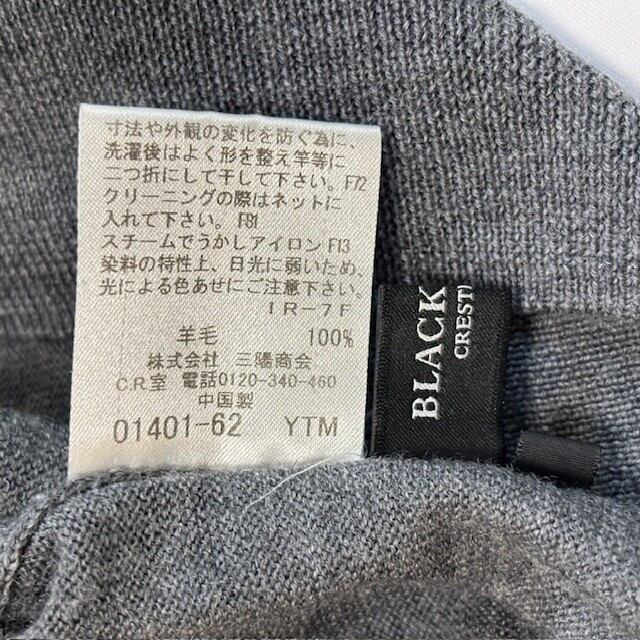 寸法や外観の変化を防ぐ為に、
洗濯後はよく形を整え竿等に
二つ折にして干して下さい。F72
クリーニングの際はネットに
入れて下さい。F81
スチームでうかしアイロン F13
染料の特性上、日光に弱いため、
光による色あせにご注意下さい。
IR-7F
羊毛 100%
株式会社 三陽商会
C.R室 電話0120-340-460
中国製
01401-62 YTM
BLACK
CREST